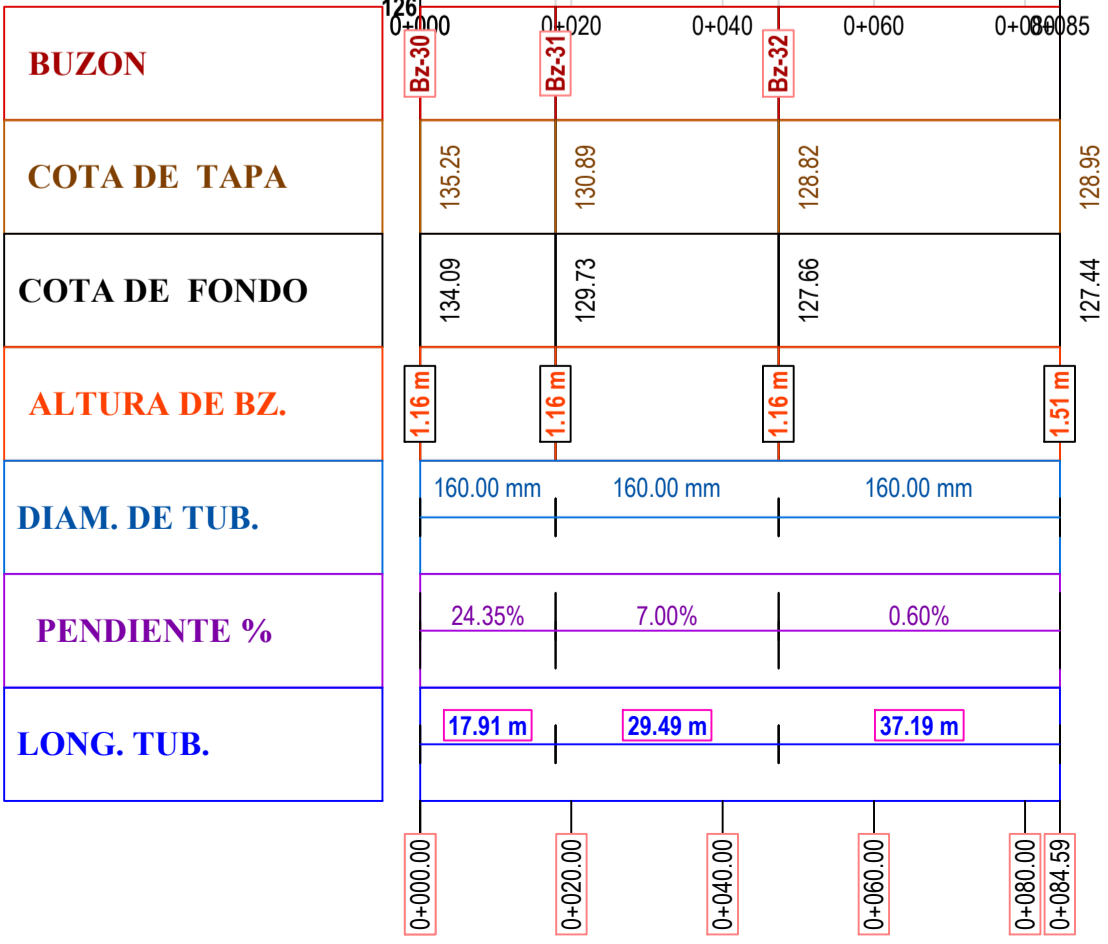 126
0+000 0+020 0+040 0+060 0+080 0+085
BUZON Bz-30 Bz-31 Bz-32
COTA DE TAPA 135.25 130.89 128.82 128.95
COTA DE FONDO 134.09 129.73 127.66 127.44
ALTURA DE BZ. 1.16 m 1.16 m 1.16 m 1.51 m
DIAM. DE TUB. 160.00 mm 160.00 mm 160.00 mm
PENDIENTE % 24.35% 7.00% 0.60%
LONG. TUB. 17.91 m 29.49 m 37.19 m
0+000.00 0+020.00 0+040.00 0+060.00 0+080.00 0+084.59